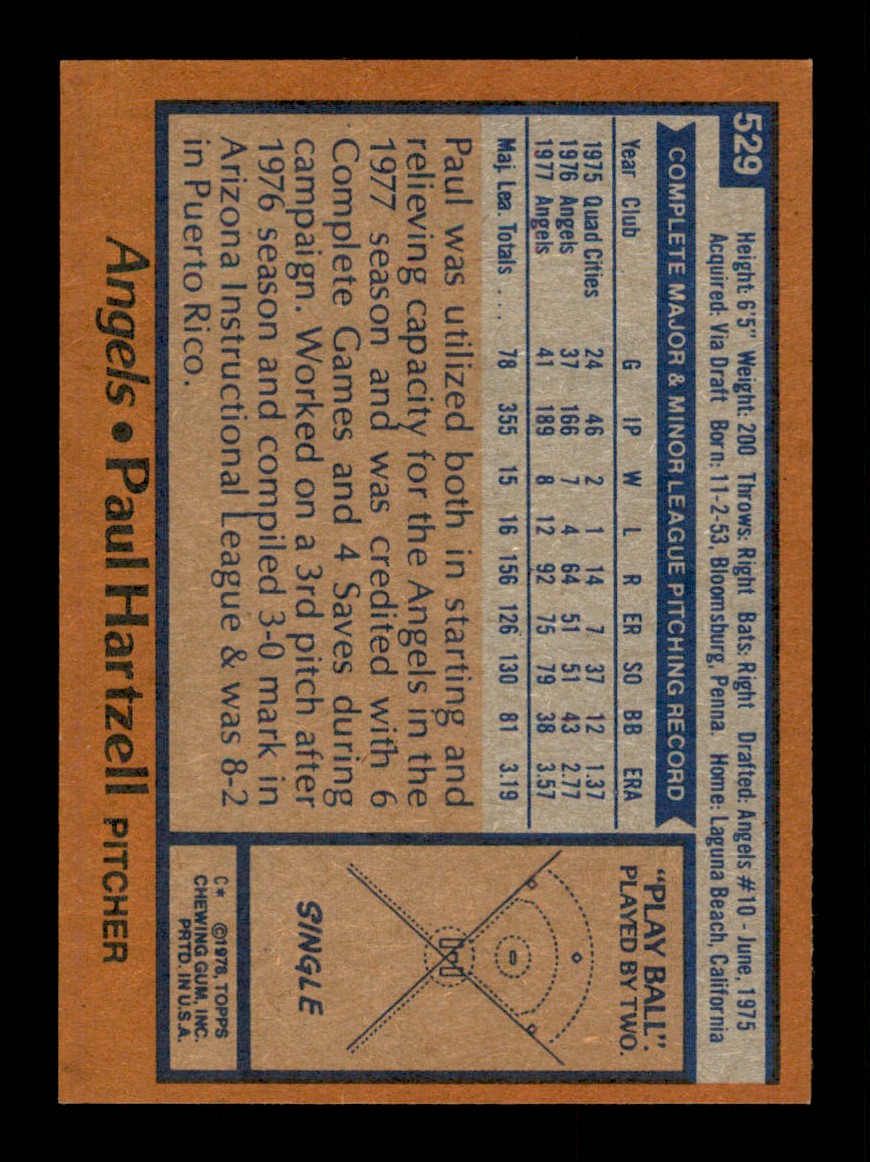 529
Height: 6'5" Weight: 200 Throws: Right Bats: Right Drafted: Angels #10 - June, 1975
Acquired: Via Draft Born: 11-2-53, Bloomsburg, Penna. Home: Laguna Beach, California
COMPLETE MAJOR & MINOR LEAGUE PITCHING RECORD
Year Club G IP W L R ER SO BB ERA
1975 Quad Cities 24 46 2 1 14 7 37 12 1.37
1976 Angels 37 166 7 4 64 51 51 43 2.77
1977 Angels 41 189 8 12 92 75 79 38 3.57
Maj. Lea. Totals . . . 78 355 15 16 156 126 130 81 3.19
Paul was utilized both in starting and
relieving capacity for the Angels in the
1977 season and was credited with 6
Complete Games and 4 Saves during
campaign. Worked on a 3rd pitch after
1976 season and compiled 3-0 mark in
Arizona Instructional League & was 8-2
in Puerto Rico.
"PLAY BALL":
PLAYED BY TWO.
SINGLE
C* ©1978, TOPPS
CHEWING GUM, INC.
PRTD. IN U.S.A.
Angels • Paul Hartzell PITCHER